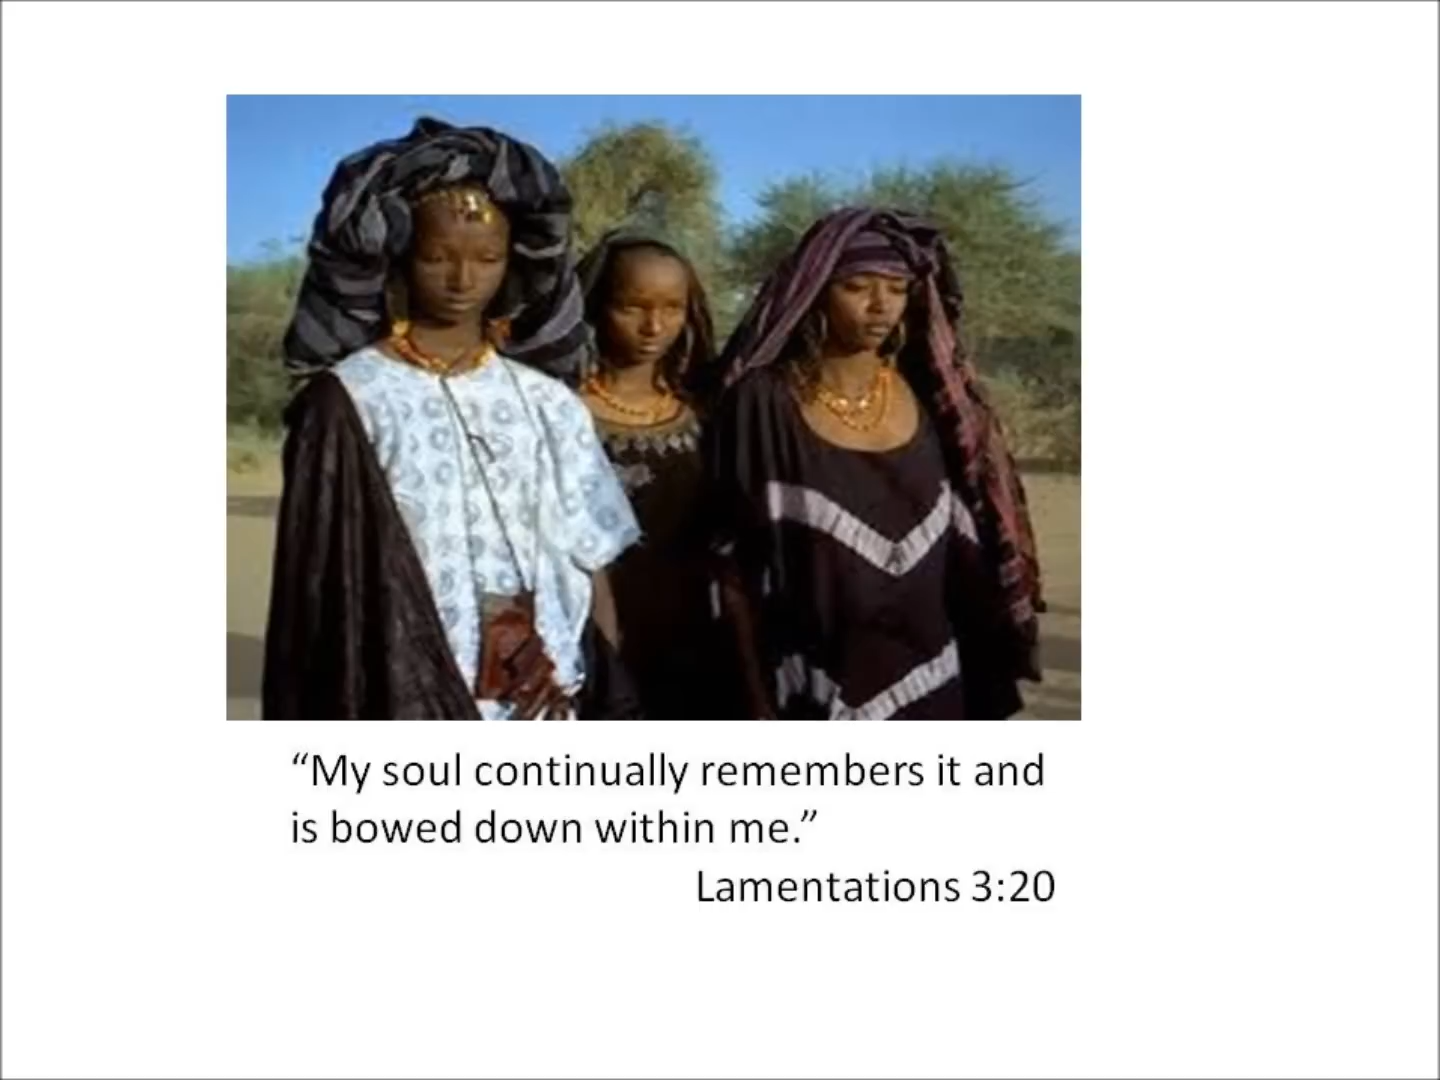 “My soul continually remembers it and
is bowed down within me.”
Lamentations 3:20